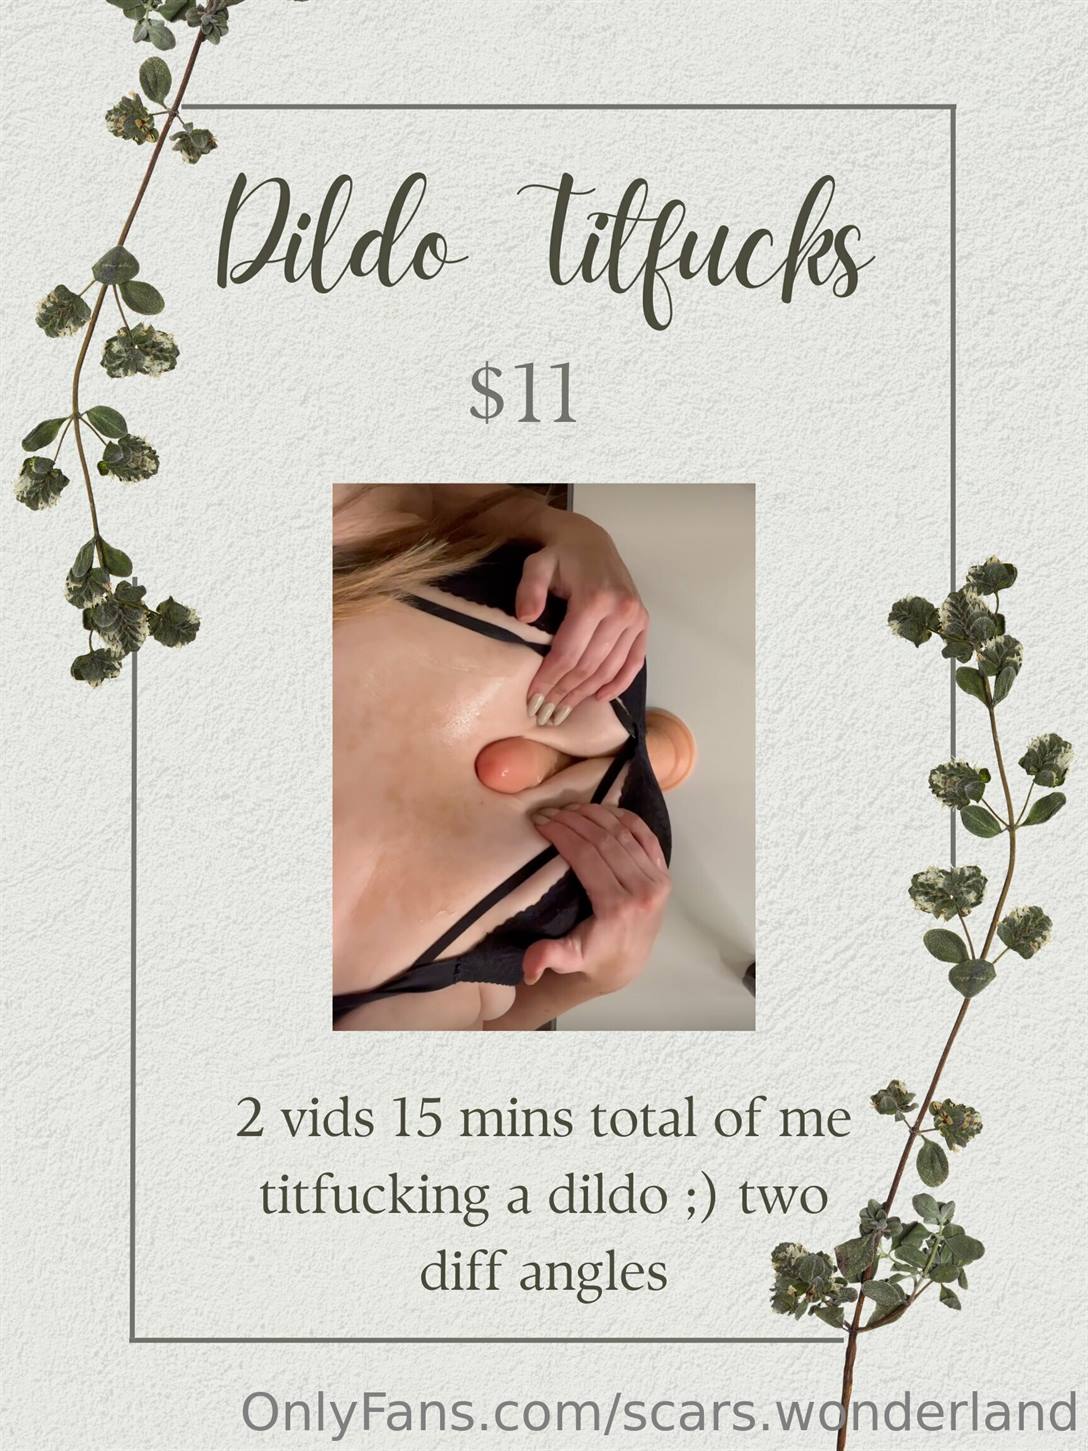 Dildo Titfucks
$11
2 vids 15 mins total of me
titfucking a dildo ;) two
diff angles
OnlyFans.com/scars.wonderland